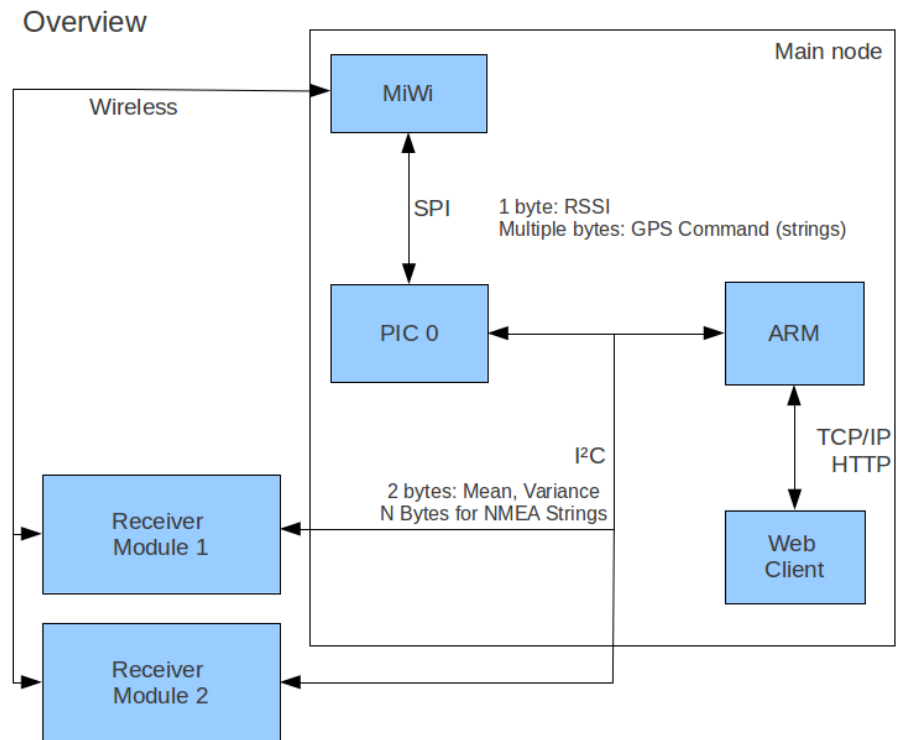 Overview
Main node
MiWi
Wireless
SPI
1 byte: RSSI
Multiple bytes: GPS Command (strings)
PIC 0
ARM
TCP/IP
HTTP
I²C
2 bytes: Mean, Variance
N Bytes for NMEA Strings
Receiver
Module 1
Web
Client
Receiver
Module 2